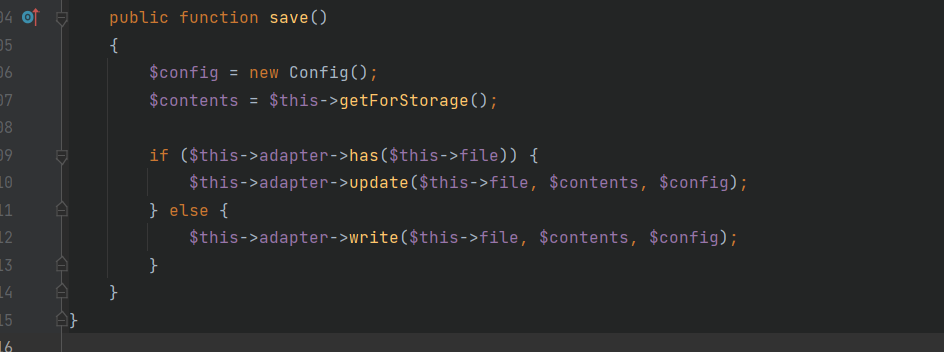 04 public function save()
05 {
06 $config = new Config();
07 $contents = $this->getForStorage();
08
09 if ($this->adapter->has($this->file)) {
10 $this->adapter->update($this->file, $contents, $config);
11 } else {
12 $this->adapter->write($this->file, $contents, $config);
13 }
14 }
15 }
16